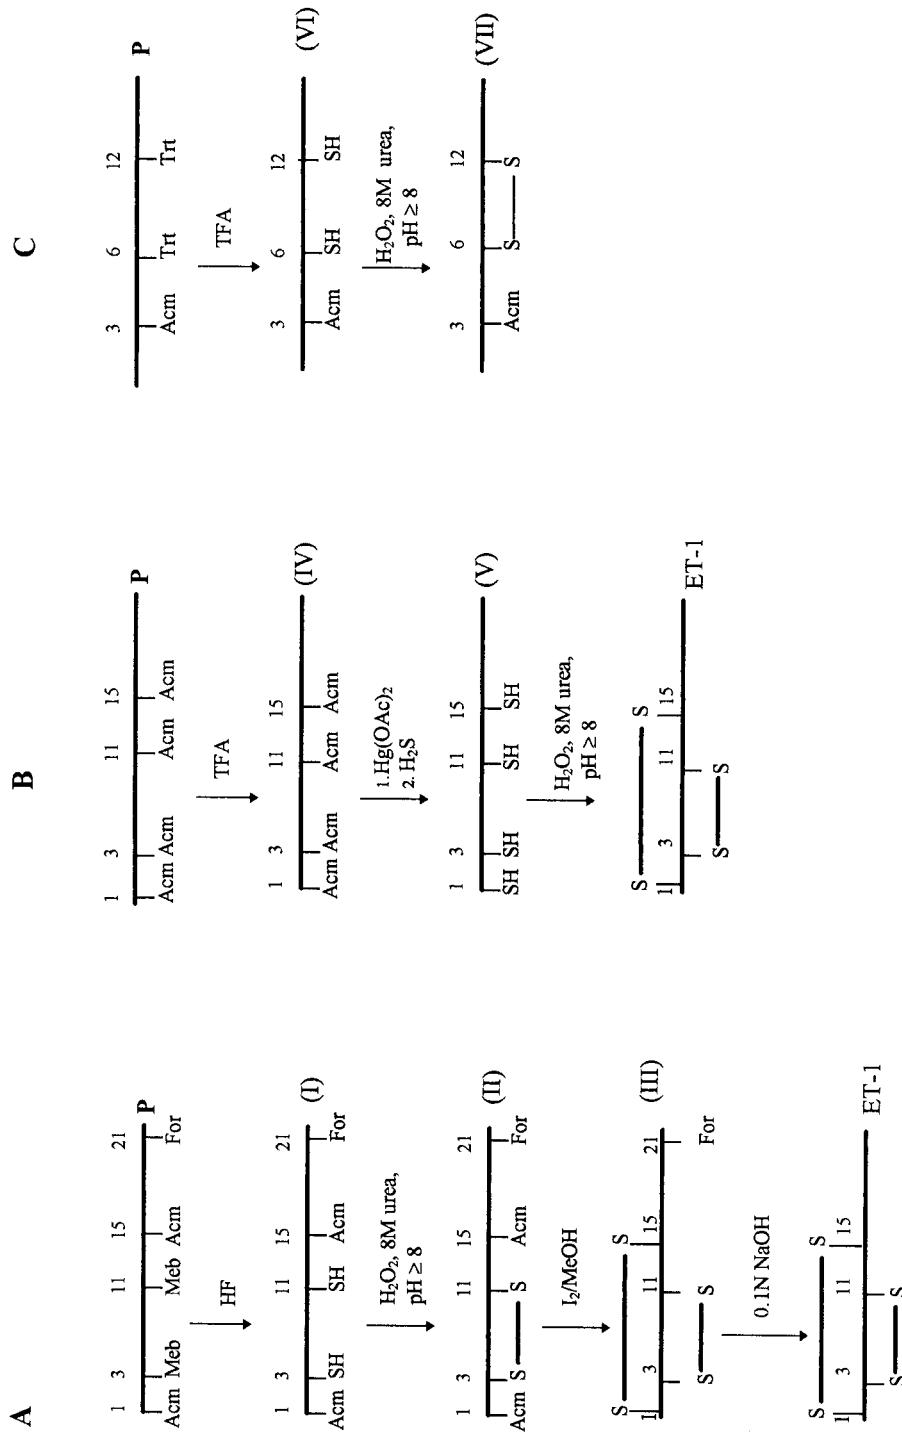 A
1 3 11 15 21
P
Acm Meb Meb Acm For
HF
1 3 11 15 21
(I)
Acm SH SH Acm For
H₂O₂, 8M urea,
pH ≥ 8
1 3 11 15 21
(II)
Acm S S Acm For
I₂/MeOH
S S
1 3 11 15 21
(III)
S S For
0.1N NaOH
S S
1 3 11 15
ET-1
S S
B
1 3 11 15
P
Acm Acm Acm Acm
TFA
1 3 11 15
(IV)
Acm Acm Acm Acm
1.Hg(OAc)₂
2. H₂S
1 3 11 15
(V)
SH SH SH SH
H₂O₂, 8M urea,
pH ≥ 8
S S
1 3 11 15
ET-1
S S
C
3 6 12
P
Acm Trt Trt
TFA
3 6 12
(VI)
Acm SH SH
H₂O₂, 8M urea,
pH ≥ 8
3 6 12
(VII)
Acm S S